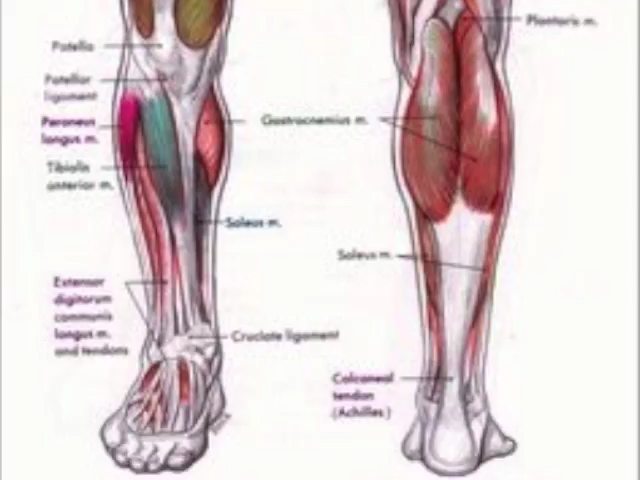 Patella
Patellar
ligament
Peroneus
longus m.
Tibialis
anterior m.
Extensor
digitorum
communis
longus m.
and tendons
Gastrocnemius m.
Soleus m.
Cruciate ligament
Plantaris m.
Soleus m.
Calcaneal
tendon
(Achilles)